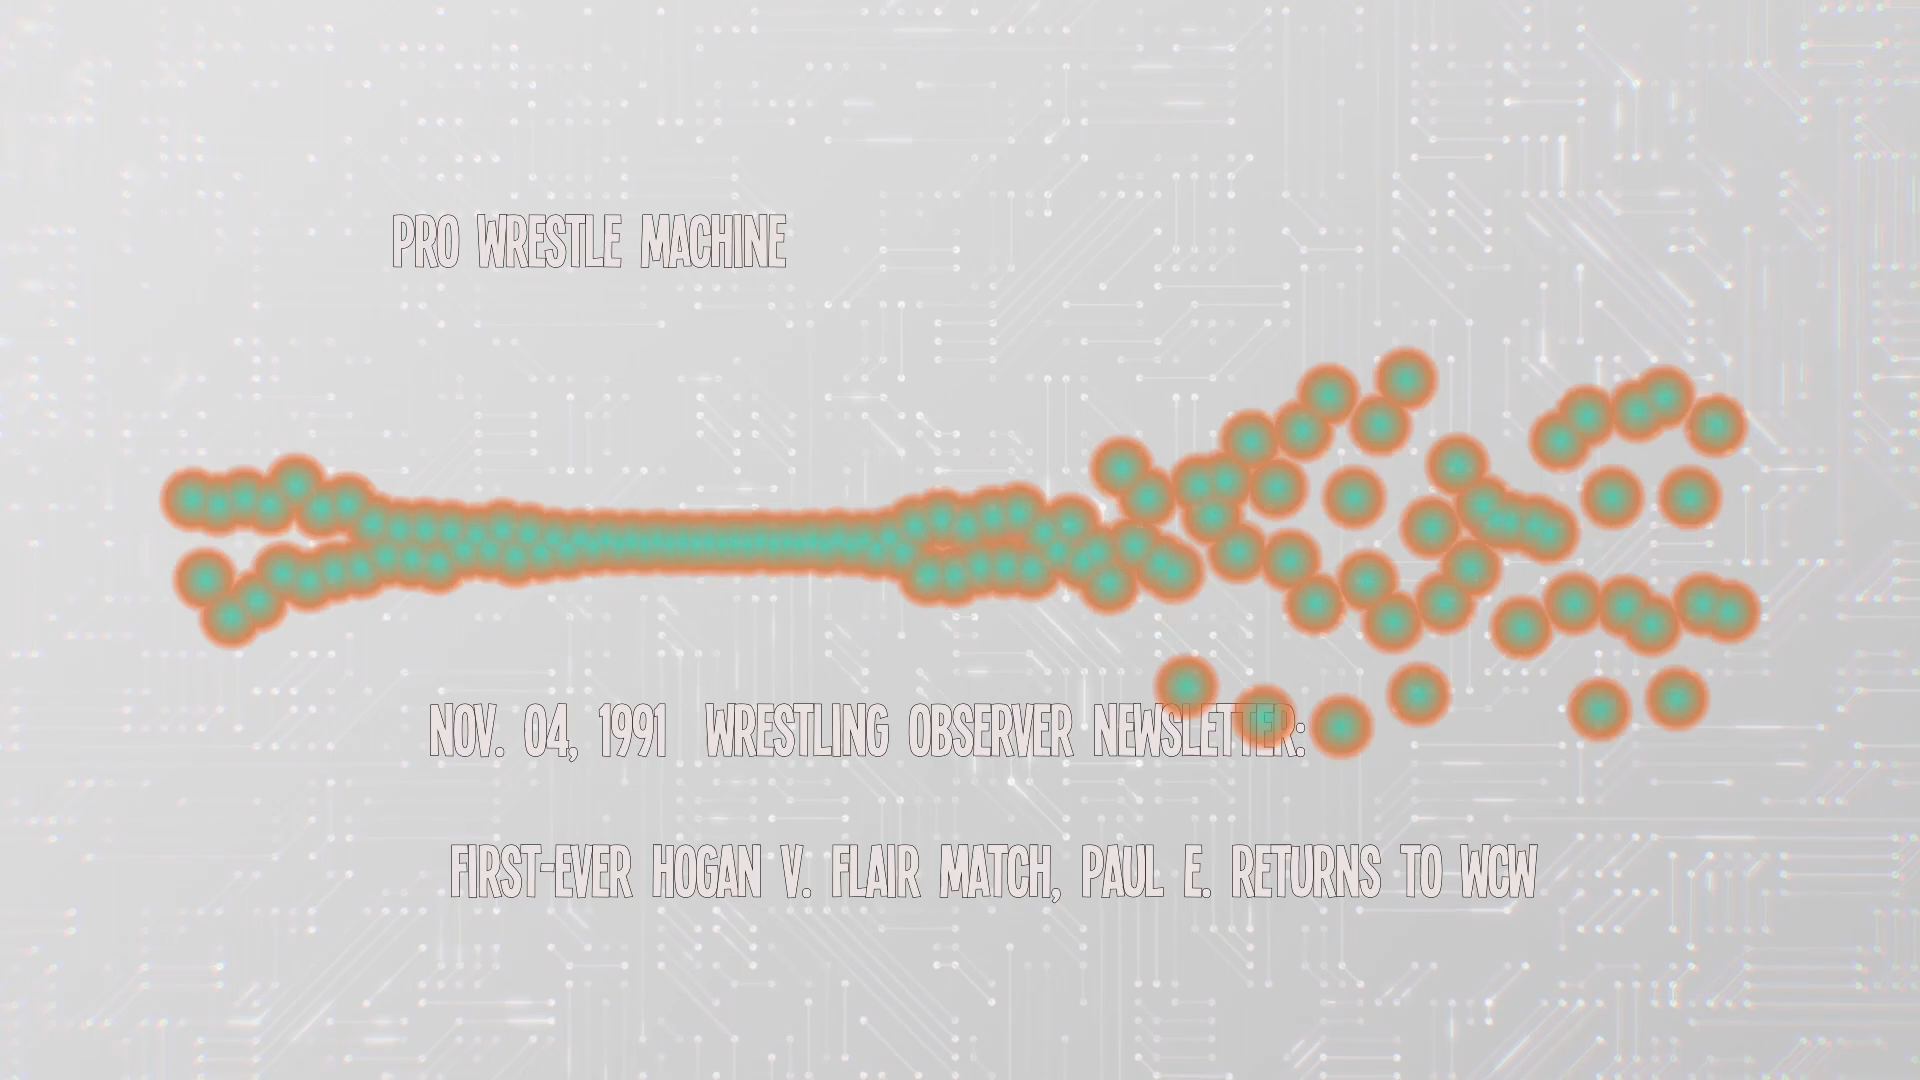 PRO WRESTLE MACHINE
NOV. 04, 1991 WRESTLING OBSERVER NEWSLETTER:
FIRST-EVER HOGAN V. FLAIR MATCH, PAUL E. RETURNS TO WCW